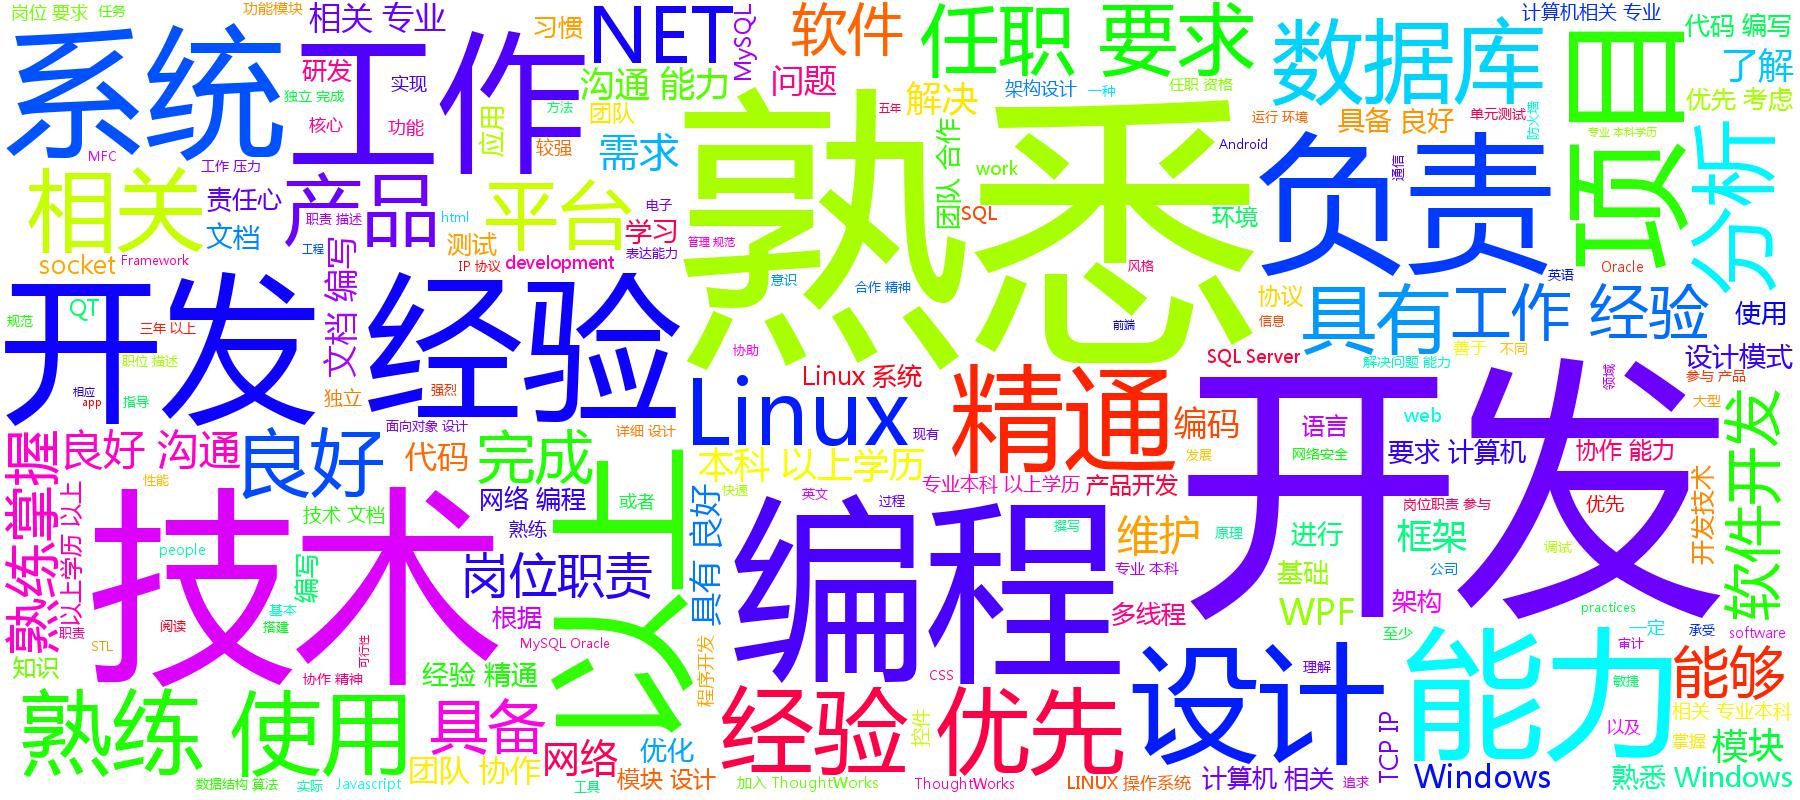 岗位 要求
任务
功能模块
相关 专业
习惯
NET
MySQL
软件
任职 要求
数据库
计算机相关 专业
项目
代码 编写
系统
工作
研发
实现
沟通 能力
问题
解决
架构设计
一种
任职 资格
了解
独立 完成
方法
团队
五年
团队 合作
运行 环境
具备 良好
单元测试
防火墙
优先 考虑
核心
功能
应用
较强
需求
熟悉
Android
专业 本科学历
MFC
工作 压力
work
负责
通信
分析
相关
责任心
产品
平台
电子
SQL
环境
职责 描述
html
文档
工程
文档 编写
测试
学习
表达能力
管理 规范
socket
Framework
IP 协议
development
意识
合作 精神
风格
英语
Oracle
开发
经验
协议
信息
具有
工作 经验
使用
QT
规范
三年 以上
前端
职位 描述
协助
SQL Server
解决问题 能力
善于
不同
设计模式
相应
app
指导
独立
强烈
Linux
Linux 系统
精通
开发
领域
参与 产品
大型
面向对象 设计
详细 设计
现有
编码
语言
web
软件开发
熟练掌握
良好 沟通
良好
代码
完成
本科 以上学历
发展
网络安全
要求 计算机
协作 能力
性能
以上学历 以上
技术
网络 编程
或者
以上
具有 良好
快速
英文
过程
专业本科 以上学历
产品开发
岗位职责 参与
优先
开发技术
技术 文档
熟练
编程
撰写
维护
原理
进行
框架
调试
people
编写
岗位职责
专业 本科
基础
公司
基本
搭建
根据
多线程
WPF
架构
practices
职责
阅读
可行性
STL
MySQL Oracle
程序开发
至少
一定
承受
审计
software
知识
协作 精神
经验 精通
CSS
设计
理解
能力
能够
敏捷
熟练 使用
具备
经验 优先
控件
TCP IP
以及
相关 专业本科
掌握
模块
团队 协作
网络
优化
数据结构 算法
实际
Javascript
工具
模块 设计
加入 ThoughtWorks
ThoughtWorks
LINUX 操作系统
计算机 相关
追求
Windows
熟悉 Windows